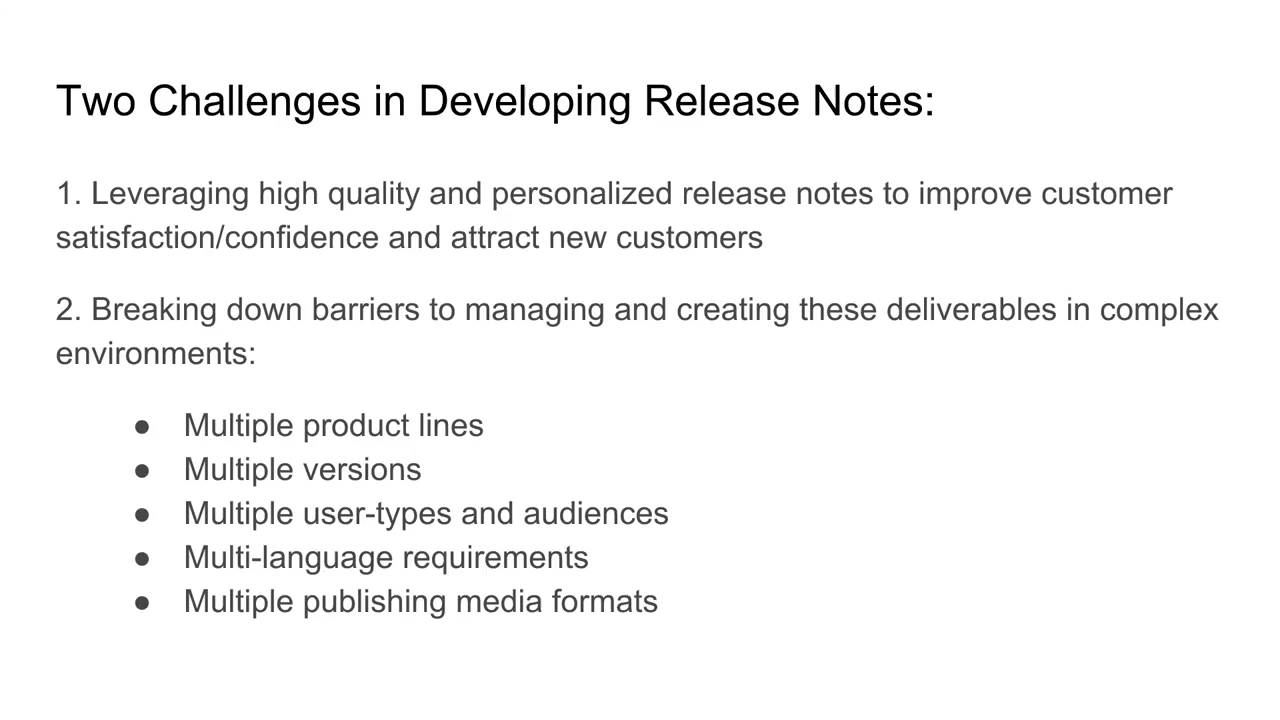 Two Challenges in Developing Release Notes:
1. Leveraging high quality and personalized release notes to improve customer
satisfaction/confidence and attract new customers
2. Breaking down barriers to managing and creating these deliverables in complex
environments:
● Multiple product lines
● Multiple versions
● Multiple user-types and audiences
● Multi-language requirements
● Multiple publishing media formats